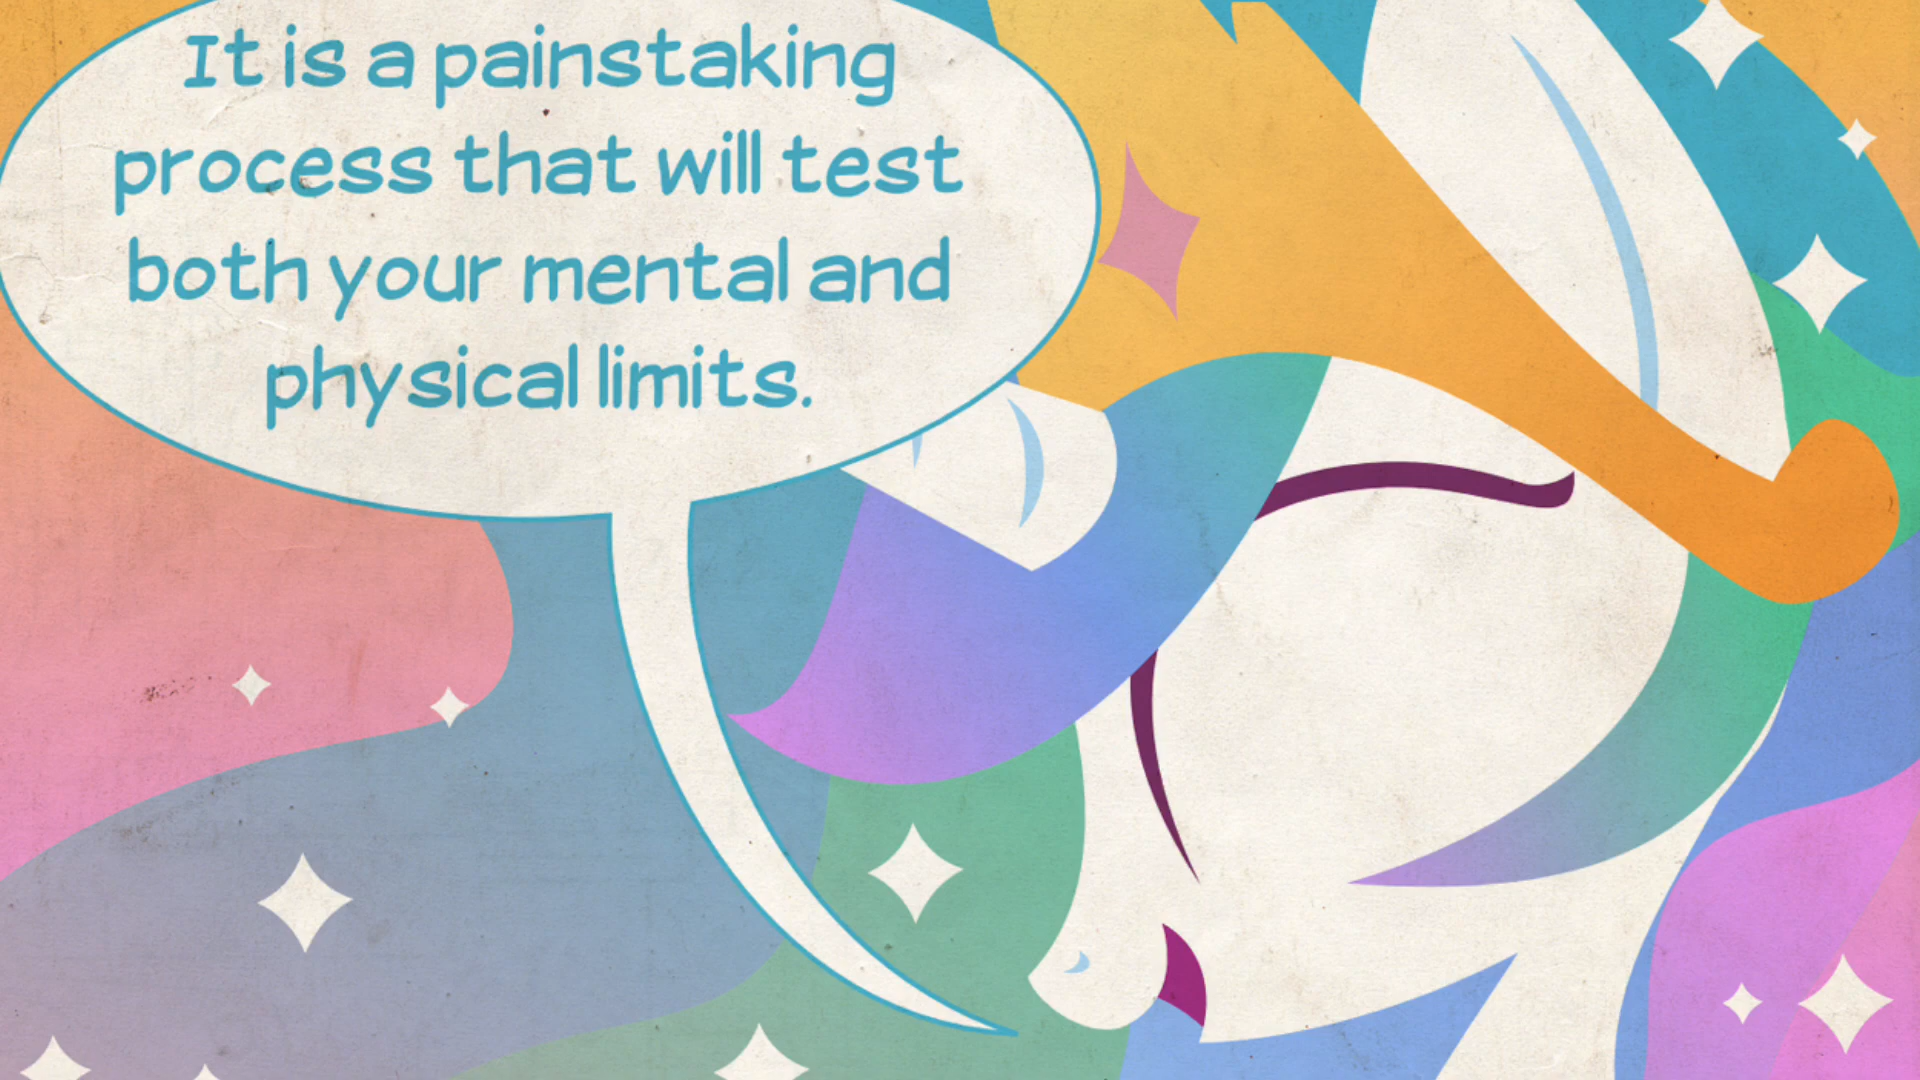 It is a painstaking
process that will test
both your mental and
physical limits.